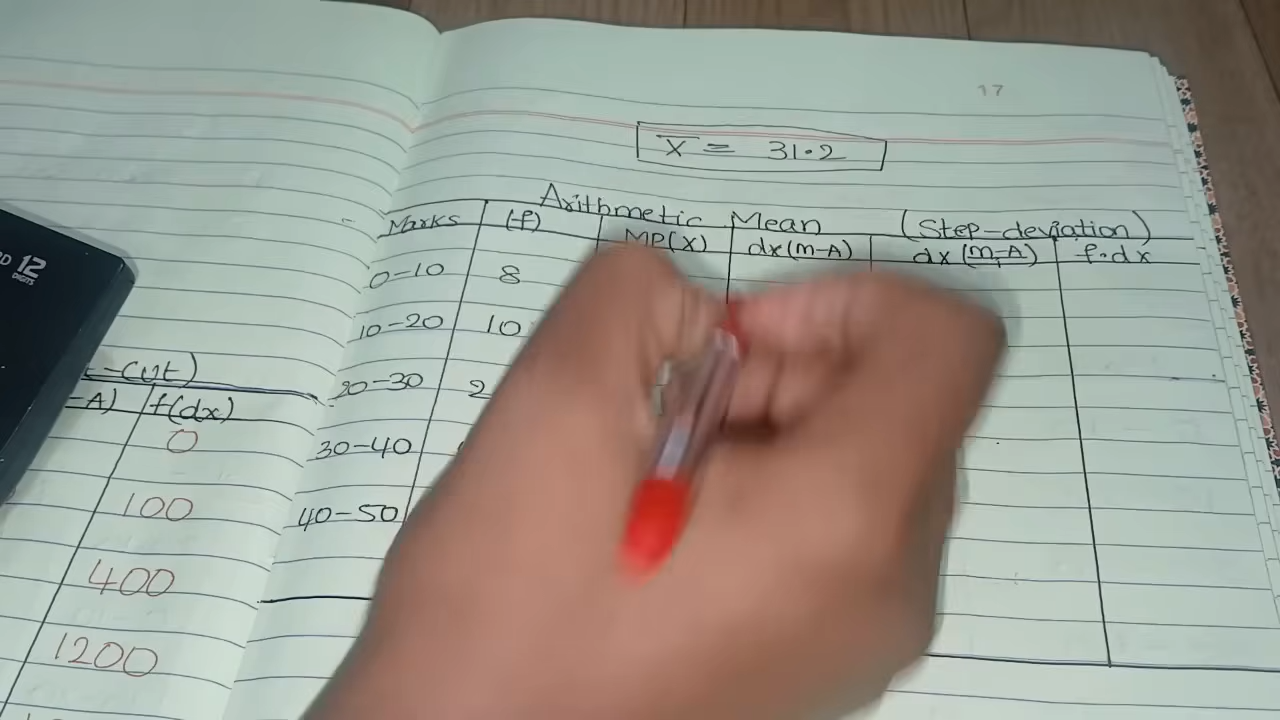 17
X̄ = 31.2
Arithmetic Mean (Step-deviation)
Marks (f) MP(X) dx(m-A) dx(m-A) f.dx
0-10 8
10-20 10
20-30 2
30-40
40-50
12
DIGITS
-cut)
-A) f(dx)
0
100
400
1200